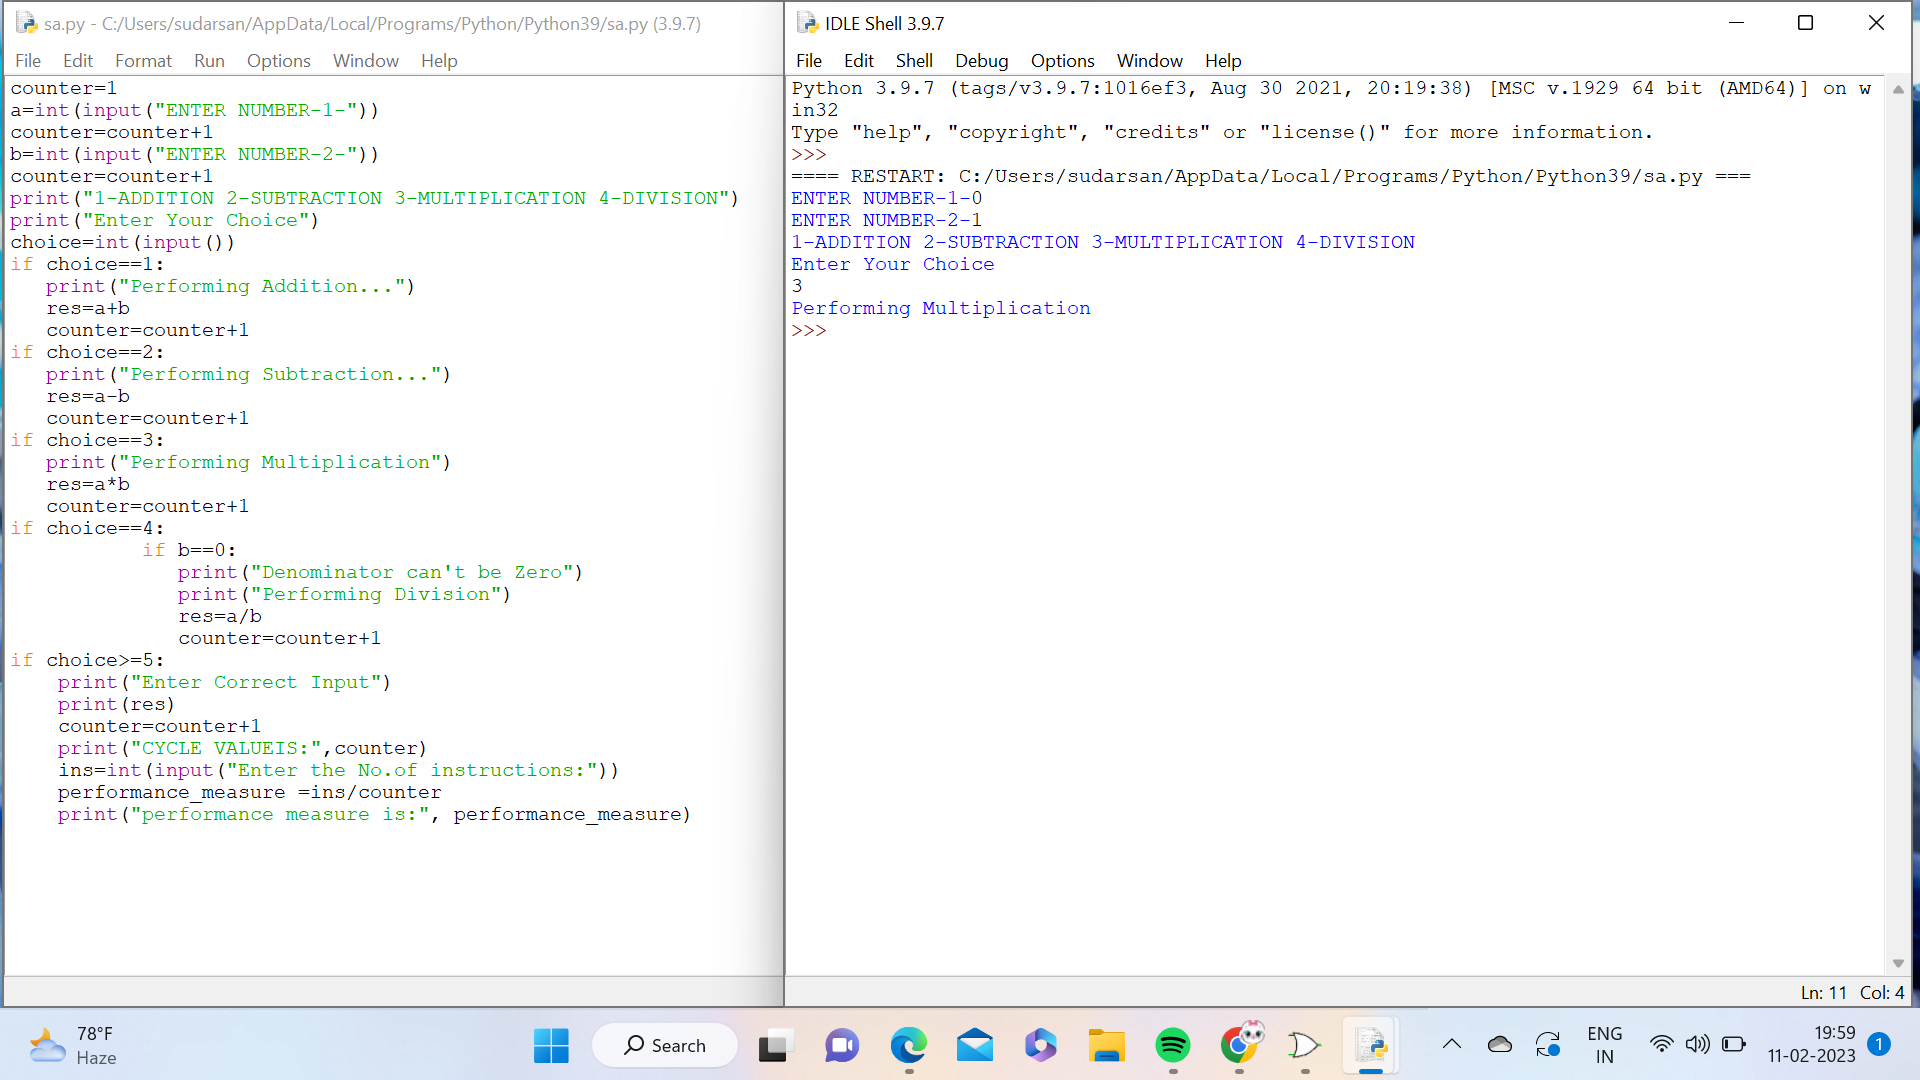 sa.py - C:/Users/sudarsan/AppData/Local/Programs/Python/Python39/sa.py (3.9.7)
File Edit Format Run Options Window Help
counter=1
a=int(input("ENTER NUMBER-1-"))
counter=counter+1
b=int(input("ENTER NUMBER-2-"))
counter=counter+1
print("1-ADDITION 2-SUBTRACTION 3-MULTIPLICATION 4-DIVISION")
print("Enter Your Choice")
choice=int(input())
if choice==1:
   print("Performing Addition...")
   res=a+b
   counter=counter+1
if choice==2:
   print("Performing Subtraction...")
   res=a-b
   counter=counter+1
if choice==3:
   print("Performing Multiplication")
   res=a*b
   counter=counter+1
if choice==4:
           if b==0:
              print("Denominator can't be Zero")
              print("Performing Division")
              res=a/b
              counter=counter+1
if choice>=5:
    print("Enter Correct Input")
    print(res)
    counter=counter+1
    print("CYCLE VALUEIS:",counter)
    ins=int(input("Enter the No.of instructions:"))
    performance_measure =ins/counter
    print("performance measure is:", performance_measure)
IDLE Shell 3.9.7
File Edit Shell Debug Options Window Help
Python 3.9.7 (tags/v3.9.7:1016ef3, Aug 30 2021, 20:19:38) [MSC v.1929 64 bit (AMD64)] on w
in32
Type "help", "copyright", "credits" or "license()" for more information.
>>>
==== RESTART: C:/Users/sudarsan/AppData/Local/Programs/Python/Python39/sa.py ===
ENTER NUMBER-1-0
ENTER NUMBER-2-1
1-ADDITION 2-SUBTRACTION 3-MULTIPLICATION 4-DIVISION
Enter Your Choice
3
Performing Multiplication
>>>
Ln: 11 Col: 4
78°F
Haze
Search
ENG
IN
19:59
11-02-2023
1